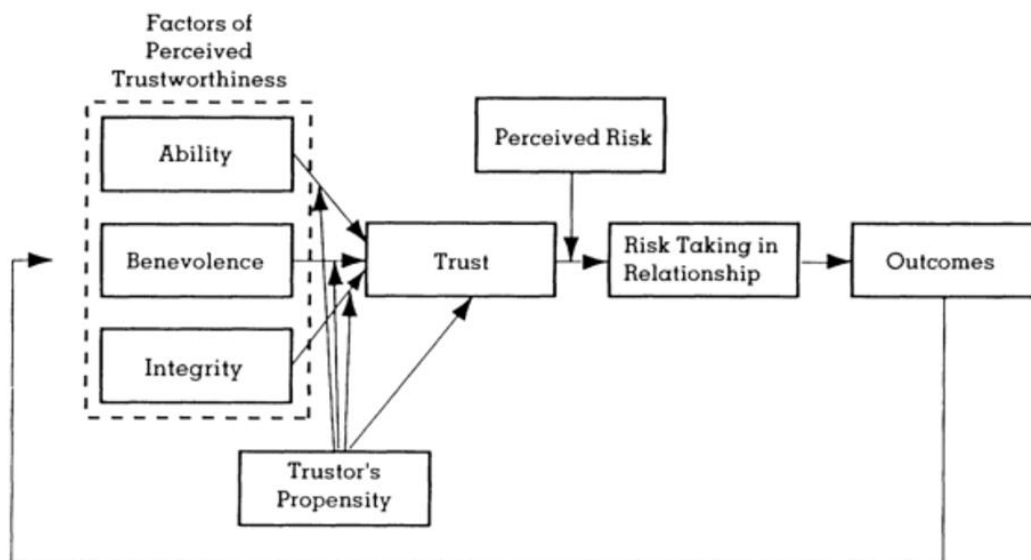 Factors of
Perceived
Trustworthiness
Ability
Benevolence
Integrity
Trustor's
Propensity
Trust
Perceived Risk
Risk Taking in
Relationship
Outcomes